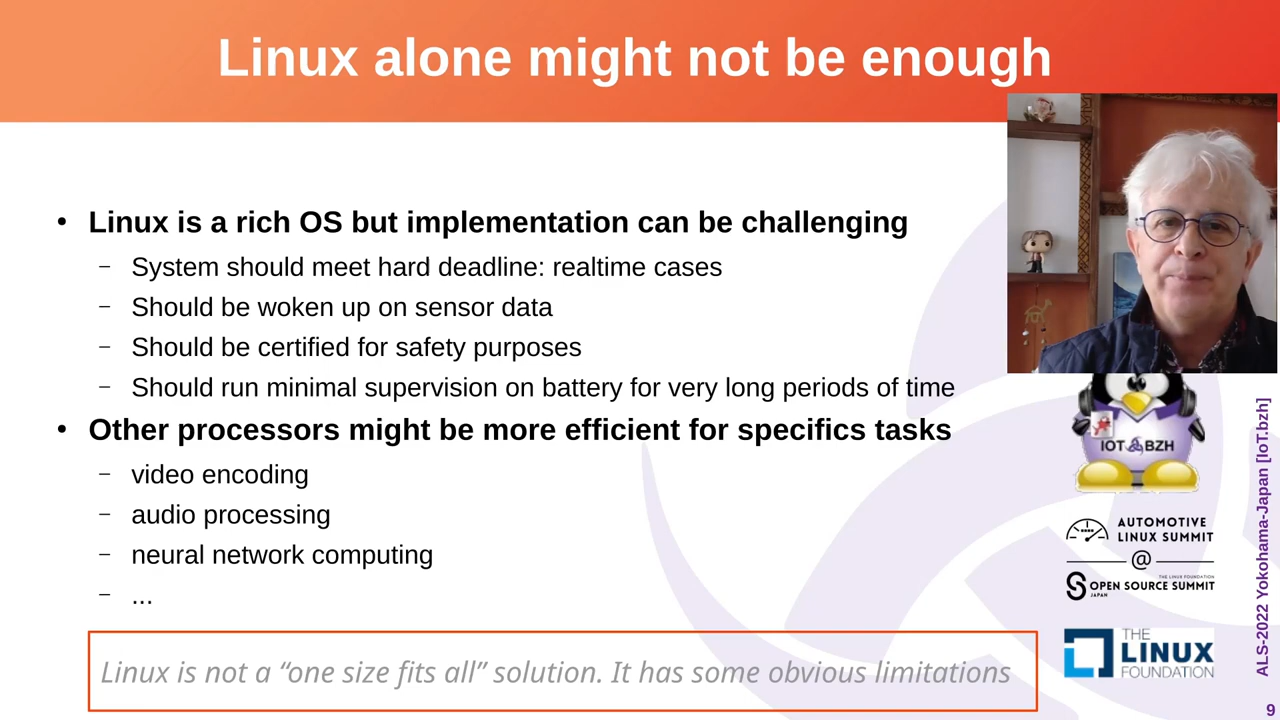 Linux alone might not be enough
• Linux is a rich OS but implementation can be challenging
– System should meet hard deadline: realtime cases
– Should be woken up on sensor data
– Should be certified for safety purposes
– Should run minimal supervision on battery for very long periods of time
• Other processors might be more efficient for specifics tasks
– video encoding
– audio processing
– neural network computing
– ...
Linux is not a “one size fits all” solution. It has some obvious limitations
IOT BZH
AUTOMOTIVE
LINUX SUMMIT
@
THE LINUX FOUNDATION
OPEN SOURCE SUMMIT
JAPAN
THE
LINUX
FOUNDATION
ALS-2022 Yokohama-Japan [IoT.bzh]
9